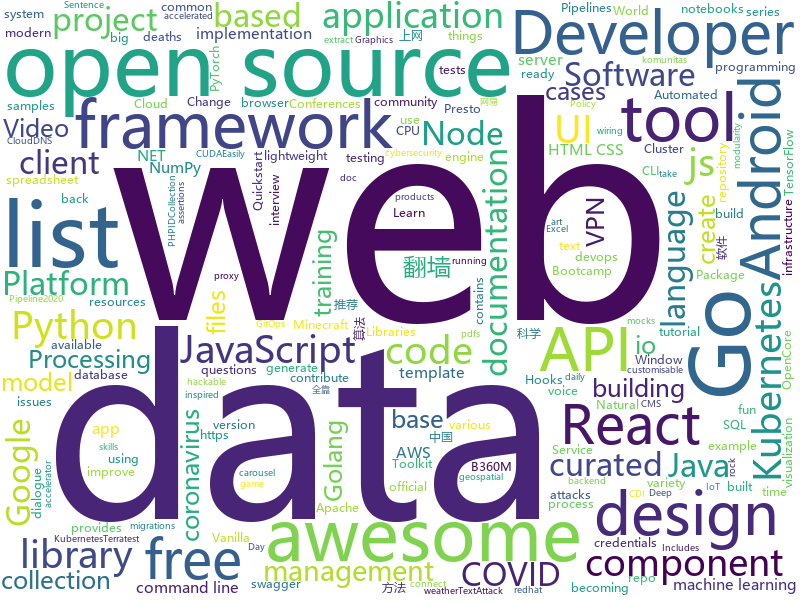 Sentence
system
project
common
accelerated
based
application
Pipelines
World
notebooks
series
modern
big
deaths
implementation
extract
Graphics
上网
things
Developer
open source
PyTorch
server
ready
komunitas
programming
samples
Cloud
Change
browser
Conferences
community
Presto
tests
网易
cases
Software
Policy
Automated
Video
CloudDNS
framework
use
CPU
Node
UI
wiring
tool
modularity
TensorFlow
client
.NET
NumPy
CUDAEasily
lightweight
testing
cybersecurity
engine
HTML CSS
Cluster
CLI
take
js
repository
Android
spreadsheet
Quickstart
interview
doc
web
back
PHPIDCollection
assertions
products
Learn
documentation
art
Excel
VPN
language
create
build
infrastructure
list
training
翻墙
text
devops
Bootcamp
软件
Platform
proxy
running
Package
Kubernetes
Go
Pipeline2020
resources
files
推荐
contains
Python
GitOps
Minecraft
算法
Libraries
pdfs
科学
API
io
mocks
tutorial
available
Processing
JavaScript
code
Window
customisable
OpenCore
database
questions
generate
template
Hooks
daily
building
model
hackable
contribute
voice
React
Natural
CMS
fun
issues
inspired
全靠
base
various
SQL
visualization
Google
app
coronavirus
version
https
data
中国
Service
example
rock
skills
using
Golang
AWS
Toolkit
B360M
geospatial
curated
Java
dialogue
accelerator
improve
carousel
game
official
backend
variety
IoT
built
time
provides
Vanilla
Apache
attacks
process
CDI
Deep
migrations
KubernetesTerratest
awesome
design
library
Day
free
management
COVID
credentials
Includes
component
collection
command line
swagger
方法
connect
weatherTextAttack
redhat
becoming
repo
machine learning